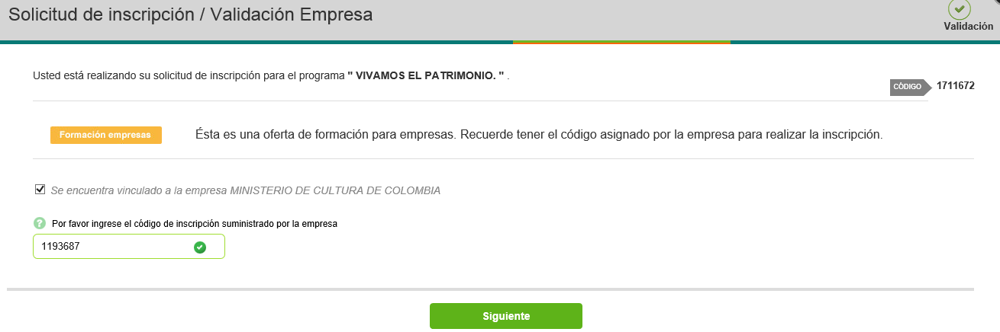 Solicitud de inscripción / Validación Empresa
Validación
Usted está realizando su solicitud de inscripción para el programa " VIVAMOS EL PATRIMONIO. " .
CÓDIGO 1711672
Formación empresas
Ésta es una oferta de formación para empresas. Recuerde tener el código asignado por la empresa para realizar la inscripción.
Se encuentra vinculado a la empresa MINISTERIO DE CULTURA DE COLOMBIA
? Por favor ingrese el código de inscripción suministrado por la empresa
1193687
Siguiente